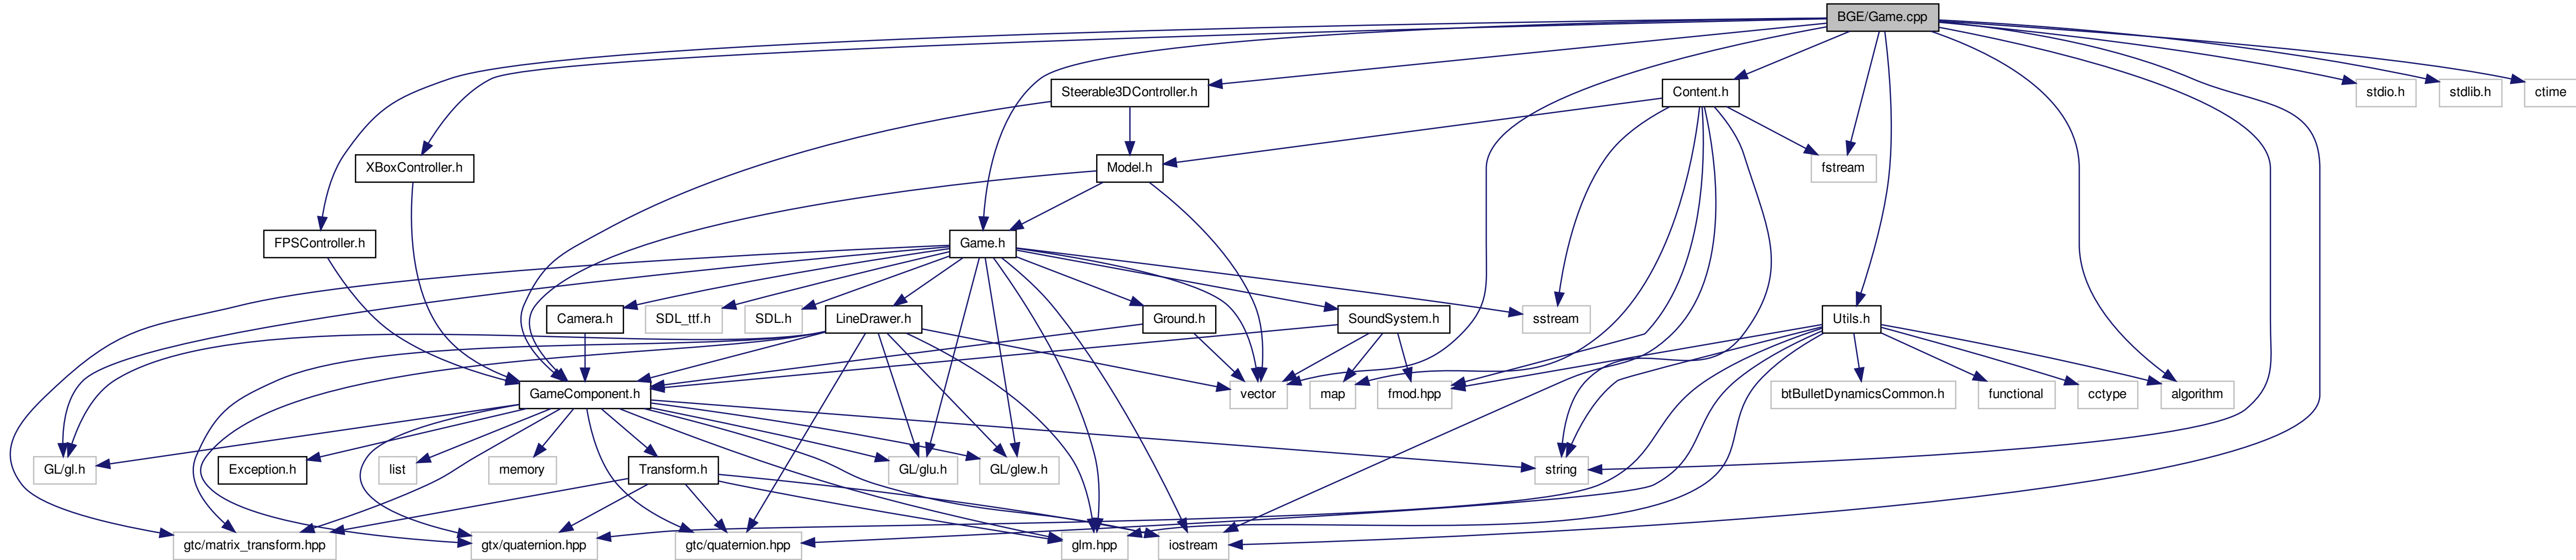 BGE/Game.cpp
Steerable3DController.h
Content.h
stdio.h
stdlib.h
ctime
XBoxController.h
Model.h
fstream
FPSController.h
Game.h
Camera.h
SDL_ttf.h
SDL.h
LineDrawer.h
Ground.h
SoundSystem.h
sstream
Utils.h
GameComponent.h
vector
map
fmod.hpp
btBulletDynamicsCommon.h
functional
cctype
algorithm
GL/gl.h
Exception.h
list
memory
Transform.h
GL/glu.h
GL/glew.h
string
gtc/matrix_transform.hpp
gtx/quaternion.hpp
gtc/quaternion.hpp
glm.hpp
iostream